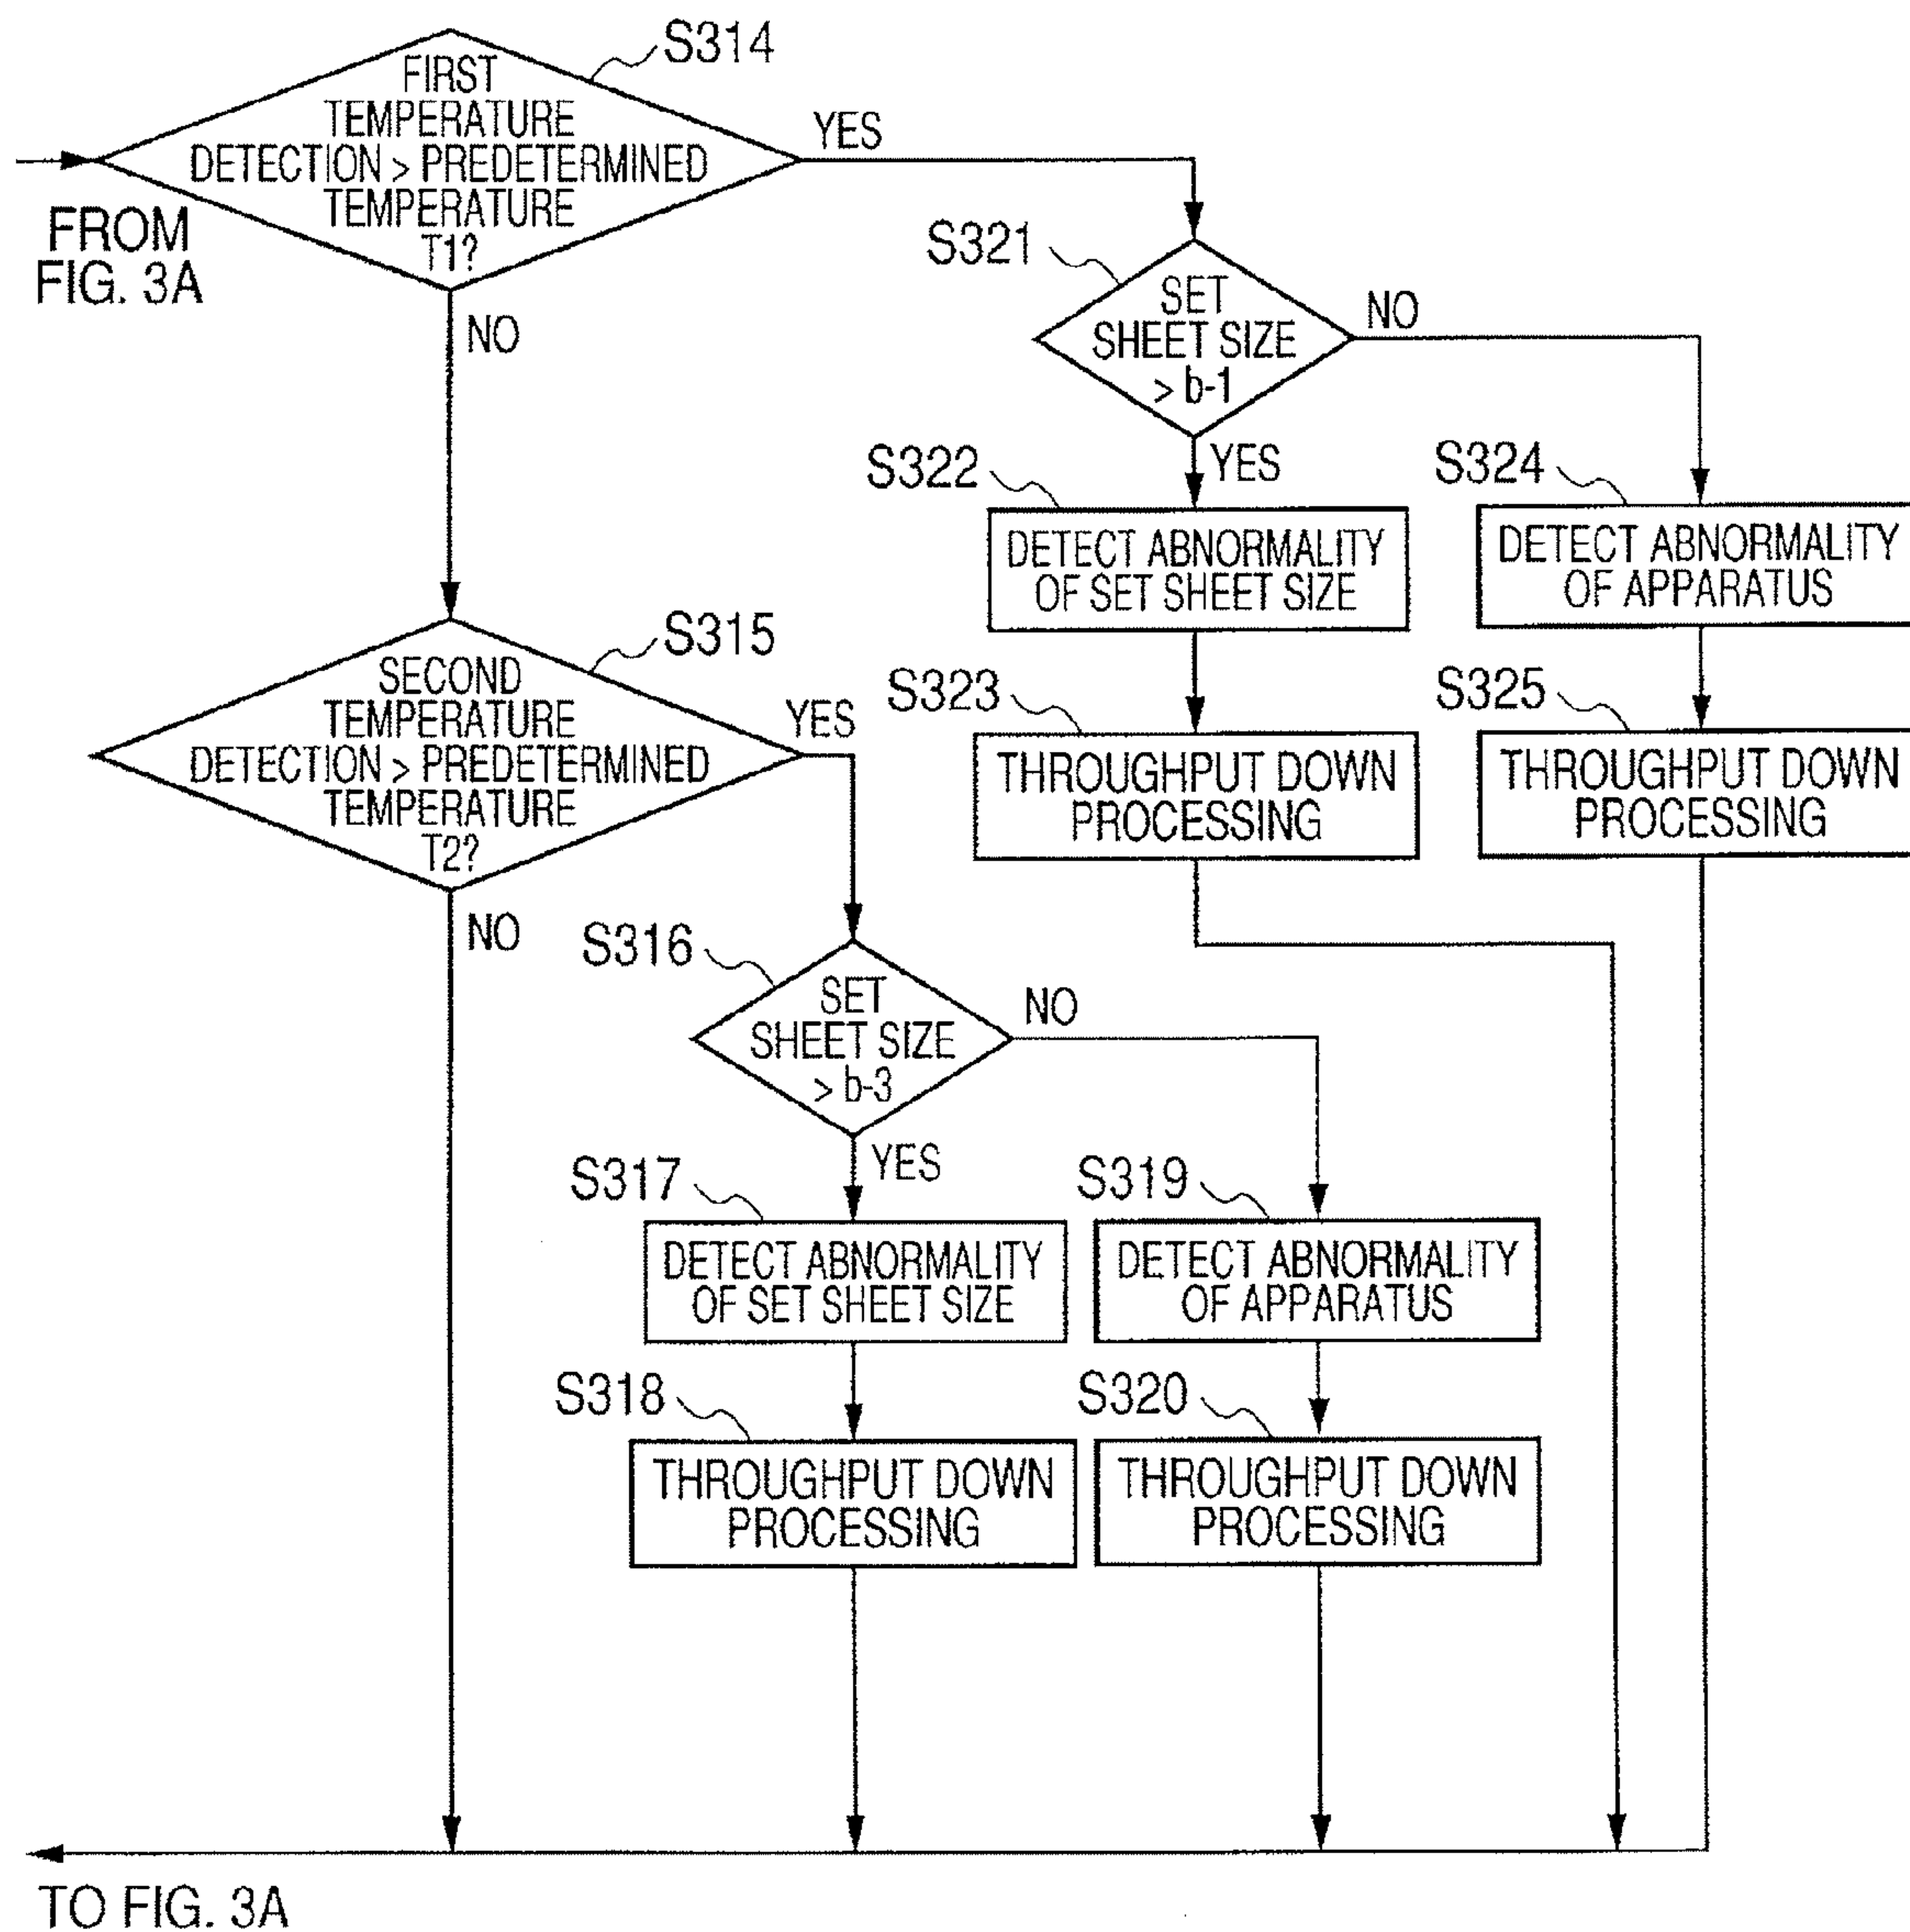 S314
FIRST
TEMPERATURE
DETECTION > PREDETERMINED
TEMPERATURE
T1?
YES
FROM
FIG. 3A
NO
S321
SET
SHEET SIZE
> b-1
NO
YES
S322
DETECT ABNORMALITY
OF SET SHEET SIZE
S324
DETECT ABNORMALITY
OF APPARATUS
S323
THROUGHPUT DOWN
PROCESSING
S325
THROUGHPUT DOWN
PROCESSING
S315
SECOND
TEMPERATURE
DETECTION > PREDETERMINED
TEMPERATURE
T2?
YES
NO
S316
SET
SHEET SIZE
> b-3
NO
YES
S317
DETECT ABNORMALITY
OF SET SHEET SIZE
S319
DETECT ABNORMALITY
OF APPARATUS
S318
THROUGHPUT DOWN
PROCESSING
S320
THROUGHPUT DOWN
PROCESSING
TO FIG. 3A